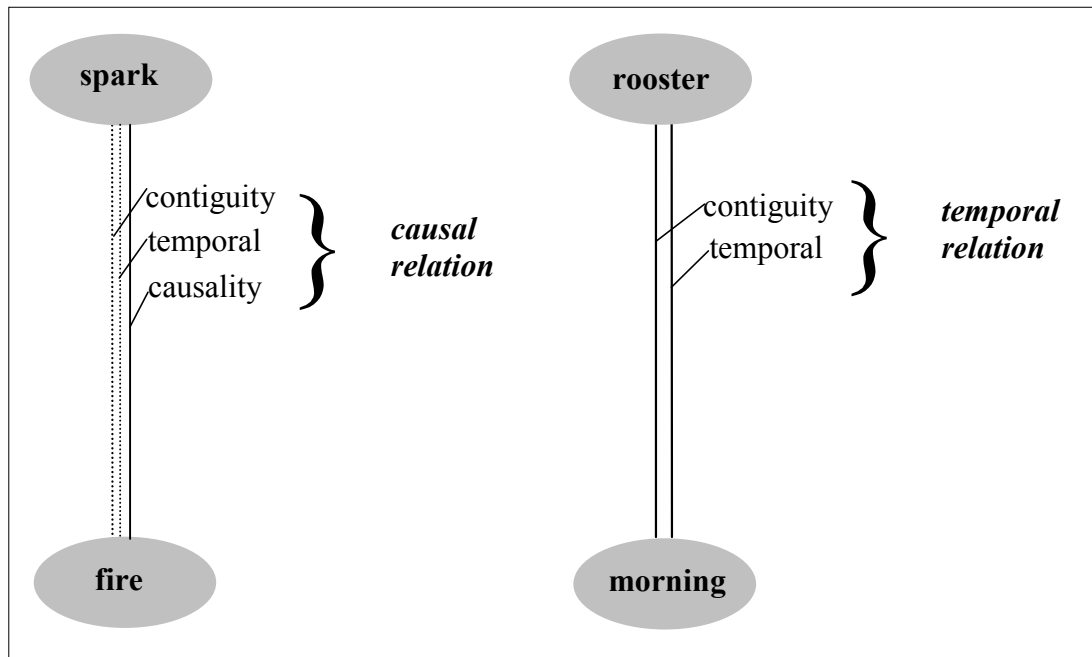 spark
contiguity
temporal
causality
}
causal
relation
fire
rooster
contiguity
temporal
}
temporal
relation
morning